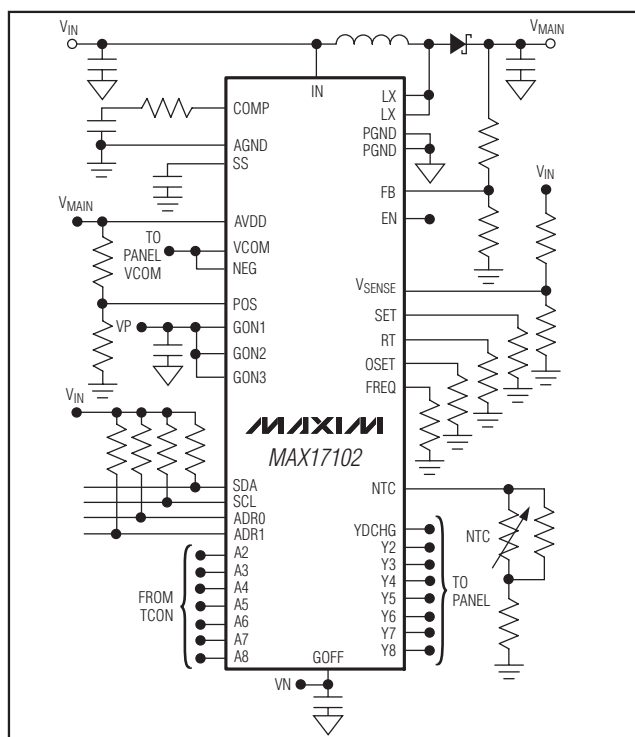 VIN
VMAIN
IN
COMP
AGND
SS
LX
LX
PGND
PGND
FB
EN
VIN
VMAIN
AVDD
TO
PANEL
VCOM
VCOM
NEG
POS
VP
GON1
GON2
GON3
VIN
VSENSE
SET
RT
OSET
FREQ
MAXIM
MAX17102
SDA
SCL
ADR0
ADR1
NTC
NTC
FROM
TCON
A2
A3
A4
A5
A6
A7
A8
YDCHG
Y2
Y3
Y4
Y5
Y6
Y7
Y8
TO
PANEL
GOFF
VN